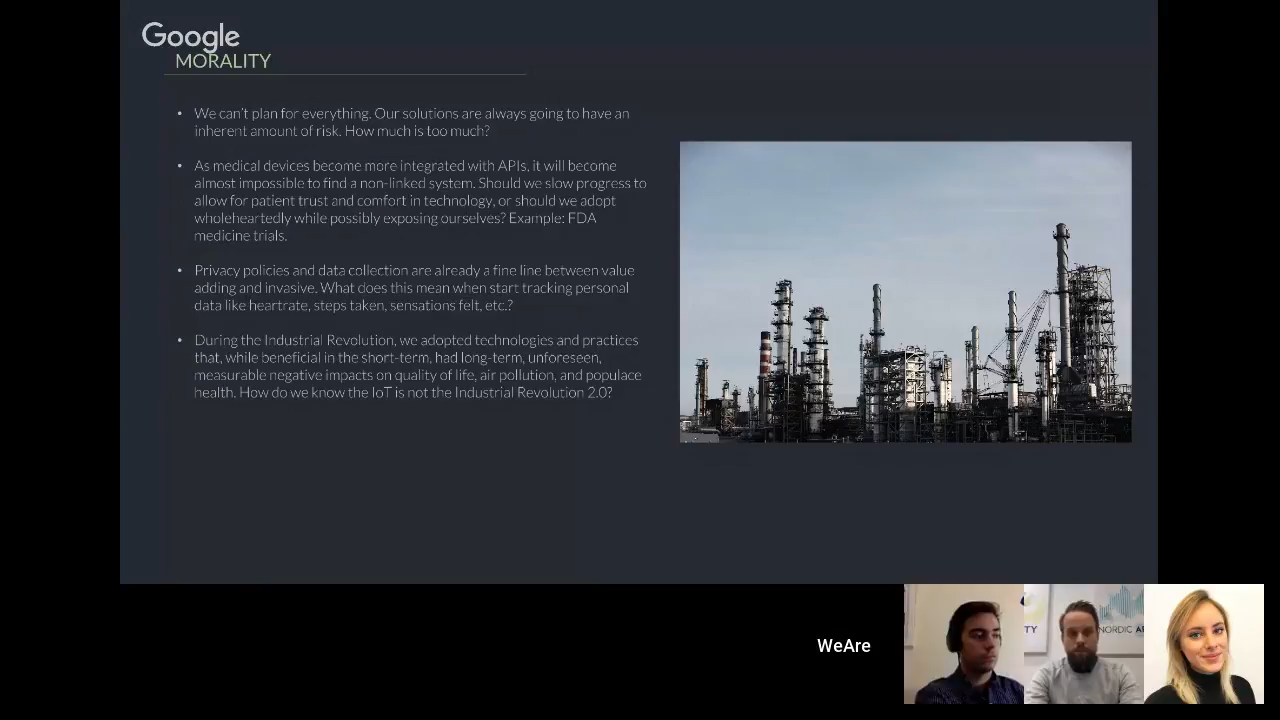 Google
MORALITY
• We can't plan for everything. Our solutions are always going to have an
inherent amount of risk. How much is too much?
• As medical devices become more integrated with APIs, it will become
almost impossible to find a non-linked system. Should we slow progress to
allow for patient trust and comfort in technology, or should we adopt
wholeheartedly while possibly exposing ourselves? Example: FDA
medicine trials.
• Privacy policies and data collection are already a fine line between value
adding and invasive. What does this mean when start tracking personal
data like heartrate, steps taken, sensations felt, etc.?
• During the Industrial Revolution, we adopted technologies and practices
that, while beneficial in the short-term, had long-term, unforeseen,
measurable negative impacts on quality of life, air pollution, and populace
health. How do we know the IoT is not the Industrial Revolution 2.0?
WeAre
TY
NORDIC A